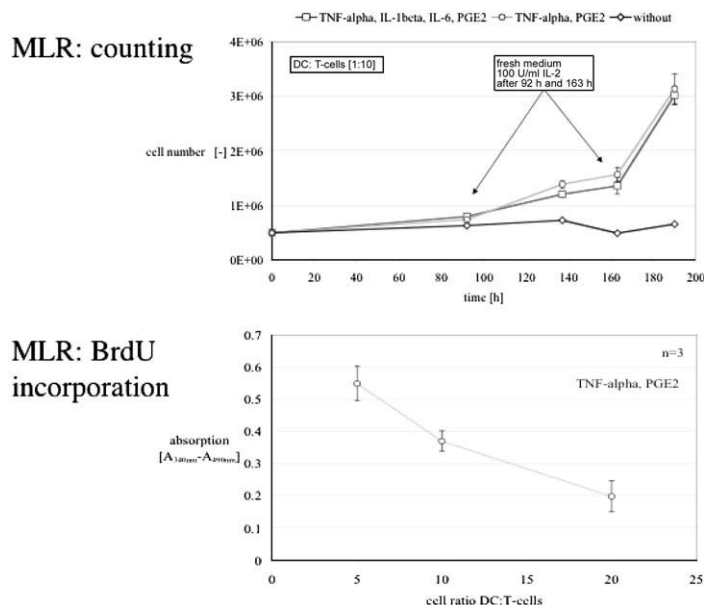 TNF-alpha, IL-1beta, IL-6, PGE2 TNF-alpha, PGE2 without
MLR: counting
4E+06
3E+06
2E+06
1E+06
0E+00
cell number [-]
DC: T-cells [1:10]
fresh medium
100 U/ml IL-2
after 92 h and 163 h
0 20 40 60 80 100 120 140 160 180 200
time [h]
MLR: BrdU
incorporation
0.7
0.6
0.5
0.4
0.3
0.2
0.1
0
absorption
[A340nm-A490nm]
n=3
TNF-alpha, PGE2
0 5 10 15 20 25
cell ratio DC:T-cells